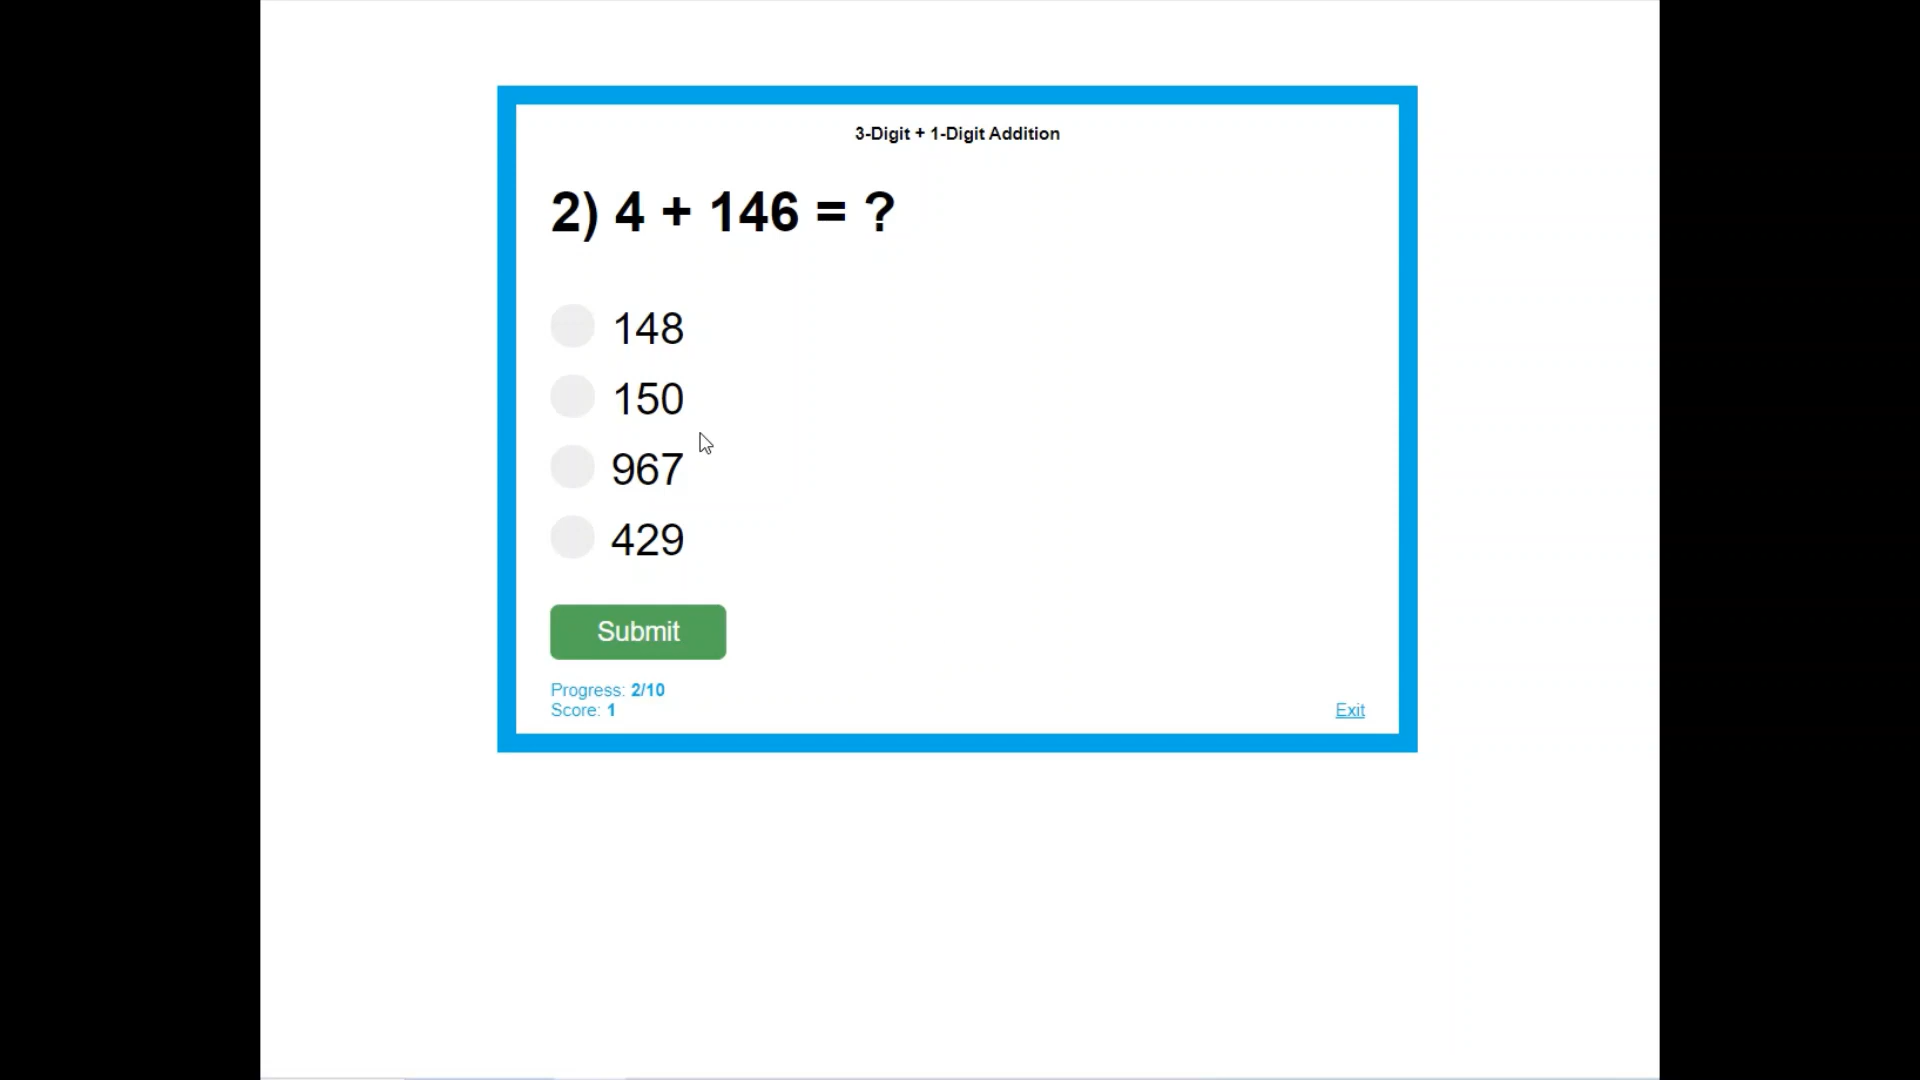 3-Digit + 1-Digit Addition
2) 4 + 146 = ?
148
150
967
429
Submit
Progress: 2/10
Score: 1
Exit